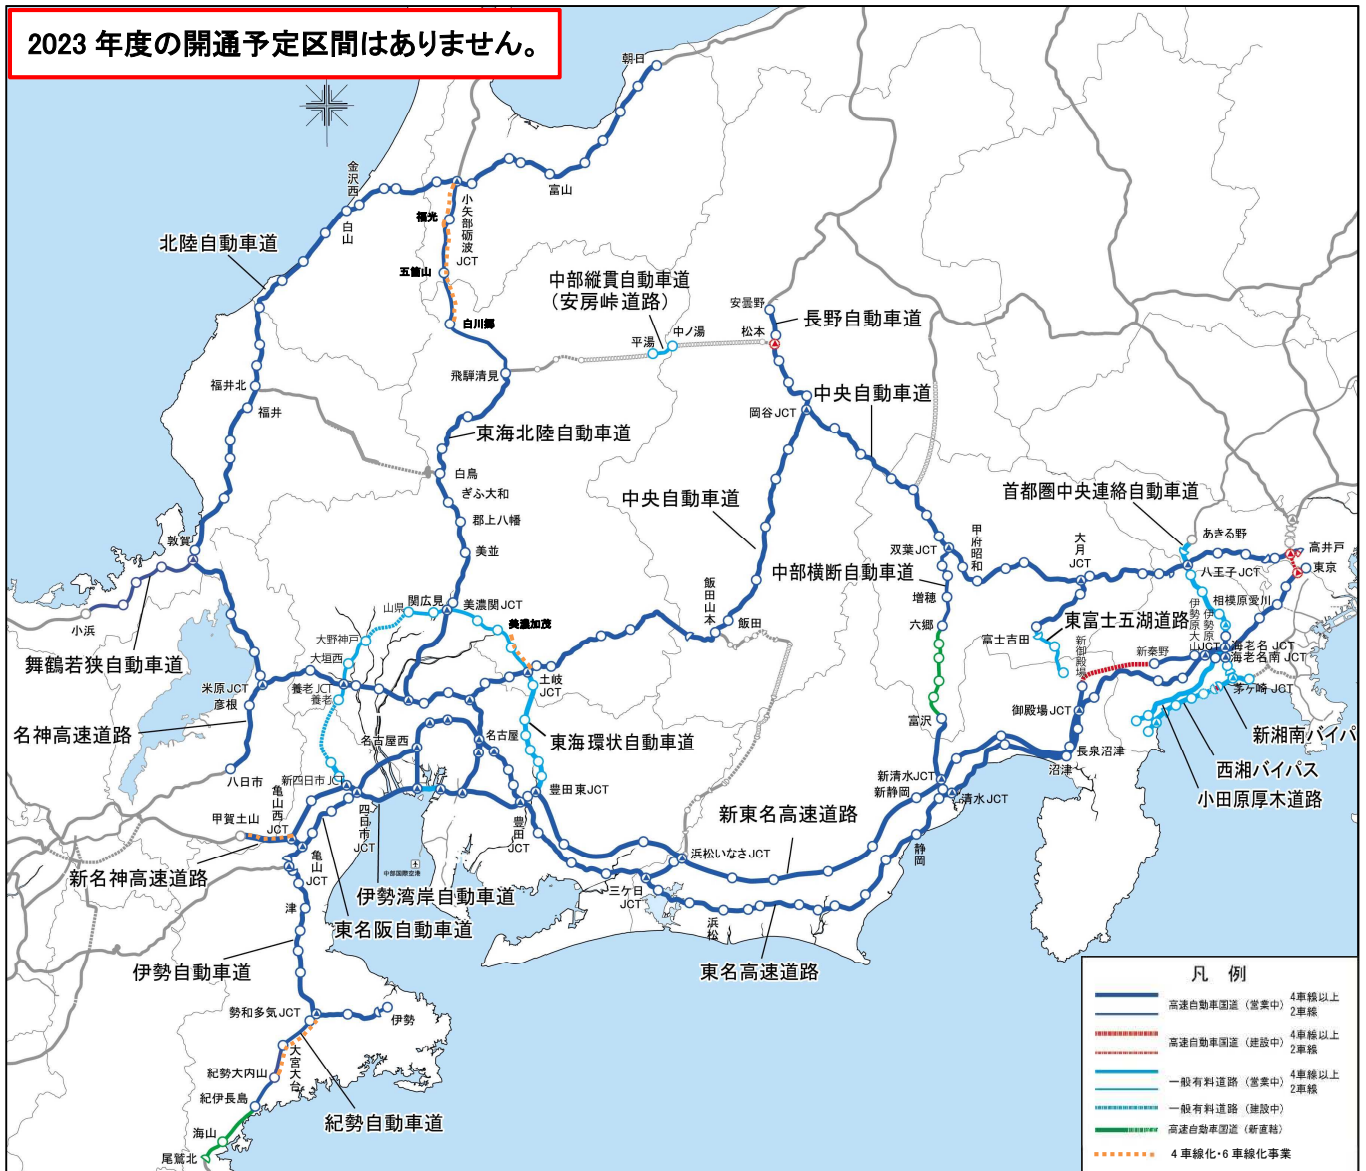 2023 年度の開通予定区間はありません。
朝日
金沢西
白山
富山
小矢部砺波JCT
福光
五箇山
白川郷
北陸自動車道
中部縦貫自動車道
(安房峠道路)
平湯
中ノ湯
安曇野
松本
長野自動車道
飛騨清見
福井北
福井
岡谷JCT
中央自動車道
東海北陸自動車道
白鳥
ぎふ大和
郡上八幡
美並
中央自動車道
首都圏中央連絡自動車道
あきる野
高井戸
東京
敦賀
双葉JCT
甲府昭和
大月JCT
八王子JCT
中部横断自動車道
増穂
六郷
相模原愛川
小浜
舞鶴若狭自動車道
山県
関広見
美濃関JCT
美濃加茂
飯田山本
飯田
東富士五湖道路
富士吉田
新御殿場
新秦野
伊勢原大山
伊勢原JCT
海老名 JCT
海老名南 JCT
大野神戸
大垣西
養老JCT
養老
土岐JCT
米原JCT
彦根
富沢
御殿場JCT
茅ヶ崎JCT
名神高速道路
名古屋西
名古屋
東海環状自動車道
長泉沼津
沼津
新湘南バイパ
西湘バイパス
小田原厚木道路
八日市
新四日市JCT
豊田東JCT
新清水JCT
新静岡
清水JCT
甲賀土山
亀山西JCT
四日市JCT
豊田JCT
新東名高速道路
静岡
新名神高速道路
亀山JCT
中部国際空港
浜松いなさJCT
伊勢湾岸自動車道
三ケ日JCT
津
東名阪自動車道
浜松
伊勢自動車道
東名高速道路
勢和多気JCT
伊勢
大宮大台
紀勢大内山
紀伊長島
紀勢自動車道
海山
尾鷲北
凡 例
高速自動車国道（営業中） 4車線以上
2車線
高速自動車国道（建設中） 4車線以上
2車線
一般有料道路（営業中） 4車線以上
2車線
一般有料道路（建設中）
高速自動車国道（新直轄）
4車線化・6車線化事業